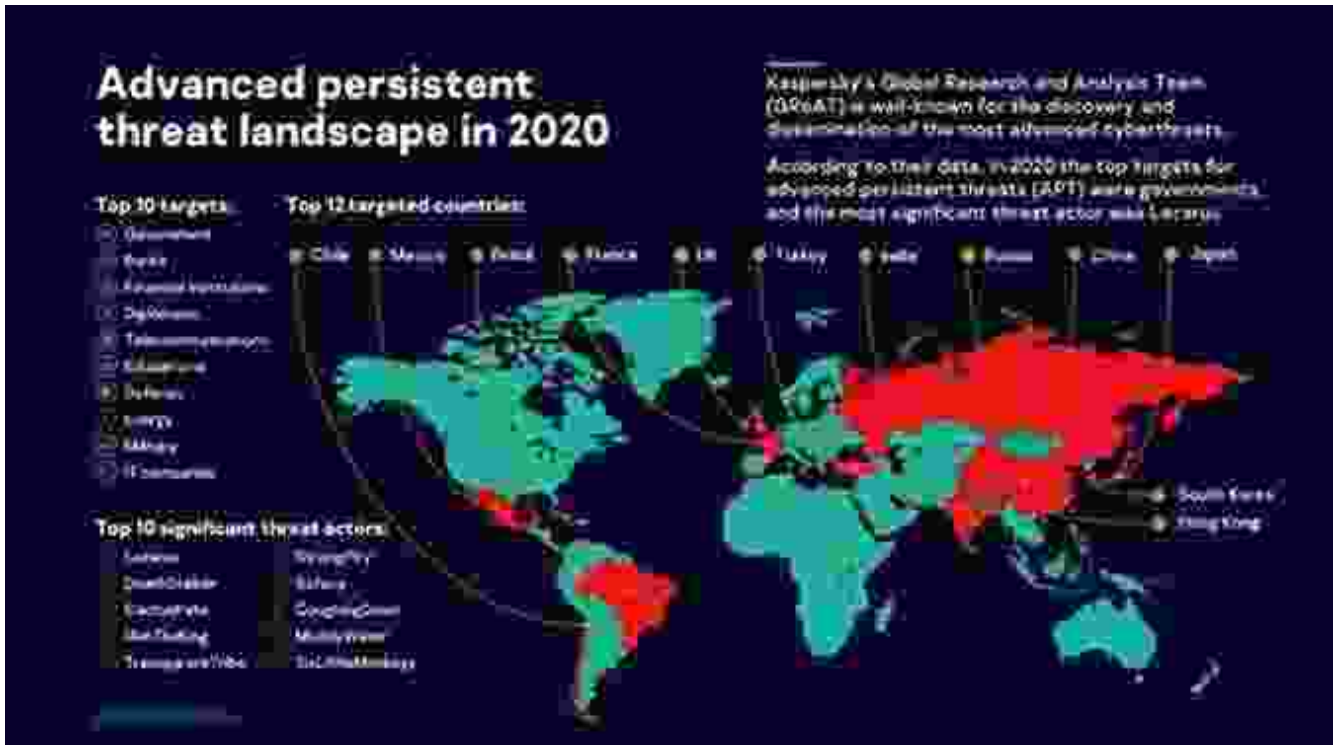 Advanced persistent
threat landscape in 2020
Kaspersky's Global Research and Analysis Team
(GReAT) is well-known for the discovery and
dissemination of the most advanced cyberthreats.
According to their data, in 2020 the top targets for
advanced persistent threats (APT) were governments,
and the most significant threat actor was Lazarus
Top 10 targets:
Government
Banks
Financial Institutions
Diplomatic
Telecommunications
Educational
Defense
Energy
Military
IT companies
Top 12 targeted countries:
Chile Mexico Brazil France UK Turkey India Russia China Japan
South Korea
Hong Kong
Top 10 significant threat actors:
Lazarus
DeathStalker
CactusPete
TransparentTribe
StrongPity
Sofacy
CoughingDown
MuddyWater
SixLittleMonkeys